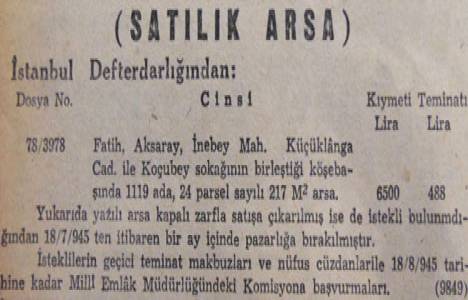 (SATILIK ARSA)
İstanbul Defterdarlığından:
Dosya No. Cinsi Kıymeti Teminatı
Lira Lira
78/3978 Fatih, Aksaray, İnebey Mah. Küçüklânga
Cad. ile Koçubey sokağının birleştiği köşeba-
şında 1119 ada, 24 parsel sayılı 217 M² arsa. 6500 488
Yukarıda yazılı arsa kapalı zarfla satışa çıkarılmış ise de istekli bulunmdı-
ğından 18/7/945 ten itibaren bir ay içinde pazarlığa bırakılmıştır.
İsteklilerin geçici teminat makbuzları ve nüfus cüzdanlarile 18/8/945 tari-
hine kadar Millî Emlâk Müdürlüğündeki Komisyona başvurmaları. (9849)